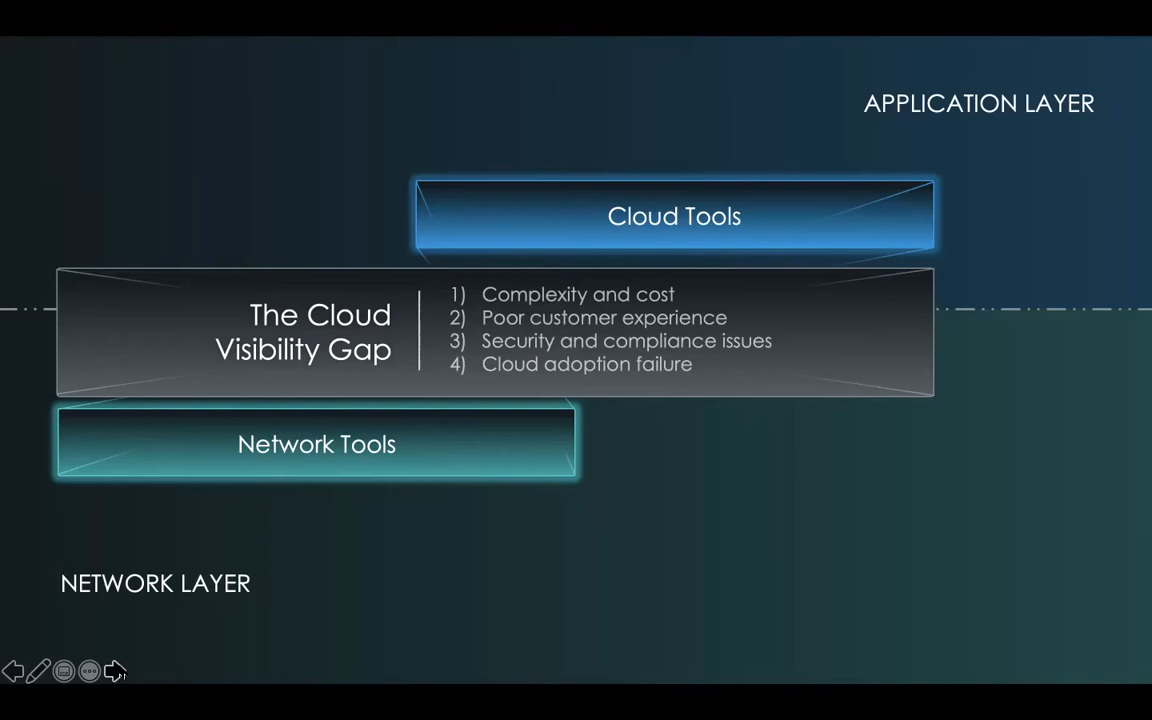 APPLICATION LAYER
Cloud Tools
The Cloud
Visibility Gap
1) Complexity and cost
2) Poor customer experience
3) Security and compliance issues
4) Cloud adoption failure
Network Tools
NETWORK LAYER